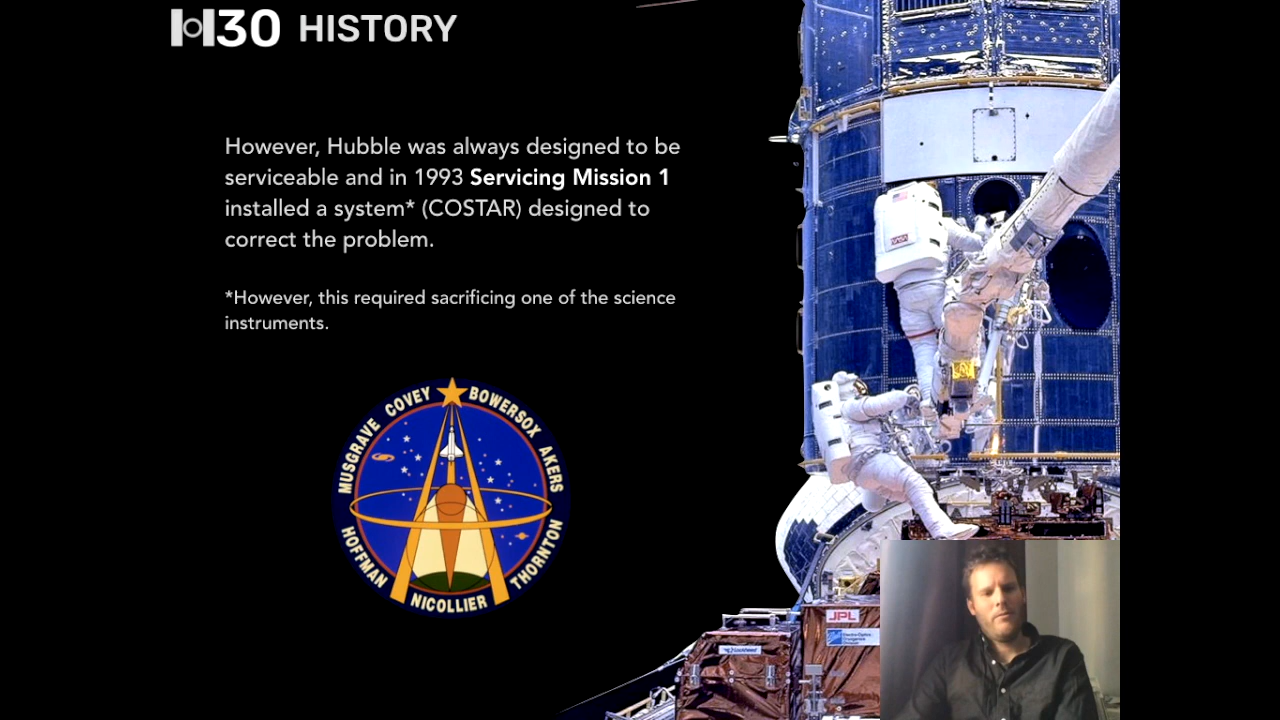 H30 HISTORY
However, Hubble was always designed to be
serviceable and in 1993 Servicing Mission 1
installed a system* (COSTAR) designed to
correct the problem.
*However, this required sacrificing one of the science
instruments.
MUSGRAVE COVEY BOWERSOX AKERS
HOFFMAN NICOLLIER THORNTON
NASA
JPL
Lockheed